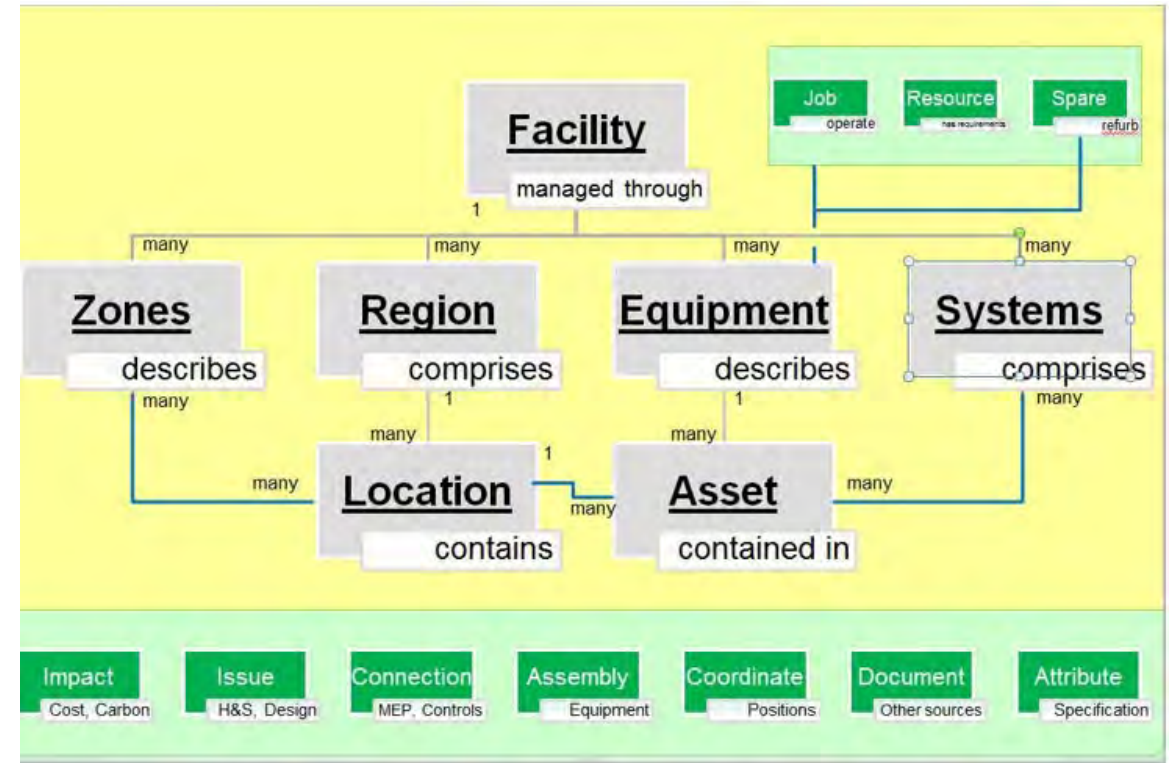 Job
operate
Resource
has requirements
Spare
refurb
Facility
managed through
1
many
many
many
many
Zones
describes
many
Region
comprises
1
Equipment
describes
1
Systems
comprises
many
many
many
1
many
many
many
Location
contains
Asset
contained in
Impact
Cost, Carbon
Issue
H&S, Design
Connection
MEP, Controls
Assembly
Equipment
Coordinate
Positions
Document
Other sources
Attribute
Specification